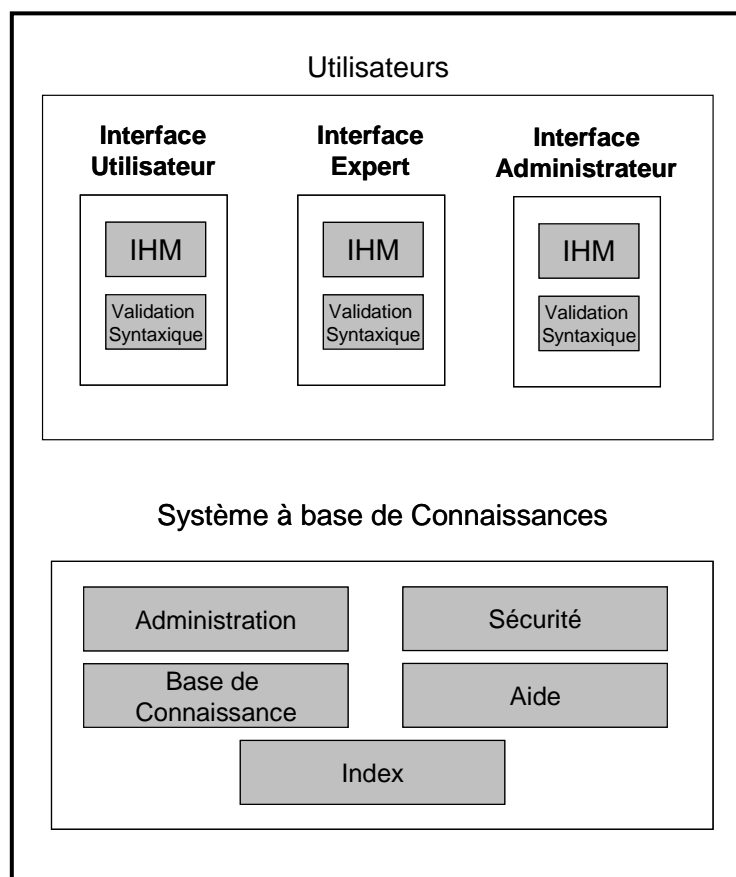 Utilisateurs
Interface
Utilisateur
Interface
Expert
Interface
Administrateur
IHM
Validation
Syntaxique
IHM
Validation
Syntaxique
IHM
Validation
Syntaxique
Système à base de Connaissances
Administration
Sécurité
Base de
Connaissance
Aide
Index